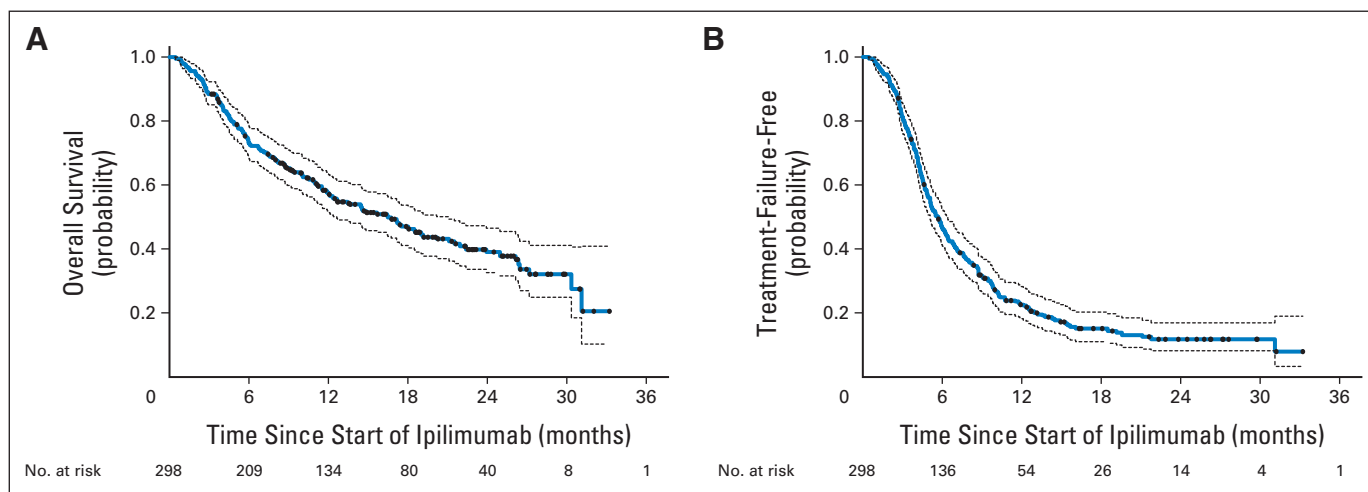 A
Overall Survival
(probability)
1.0
0.8
0.6
0.4
0.2
0 6 12 18 24 30 36
Time Since Start of Ipilimumab (months)
No. at risk 298 209 134 80 40 8 1
B
Treatment-Failure-Free
(probability)
1.0
0.8
0.6
0.4
0.2
0 6 12 18 24 30 36
Time Since Start of Ipilimumab (months)
No. at risk 298 136 54 26 14 4 1